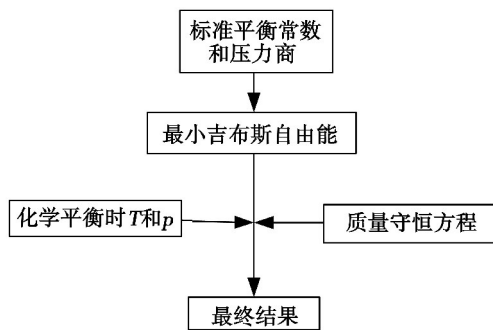 标准平衡常数
和压力商
最小吉布斯自由能
化学平衡时T和p
质量守恒方程
最终结果